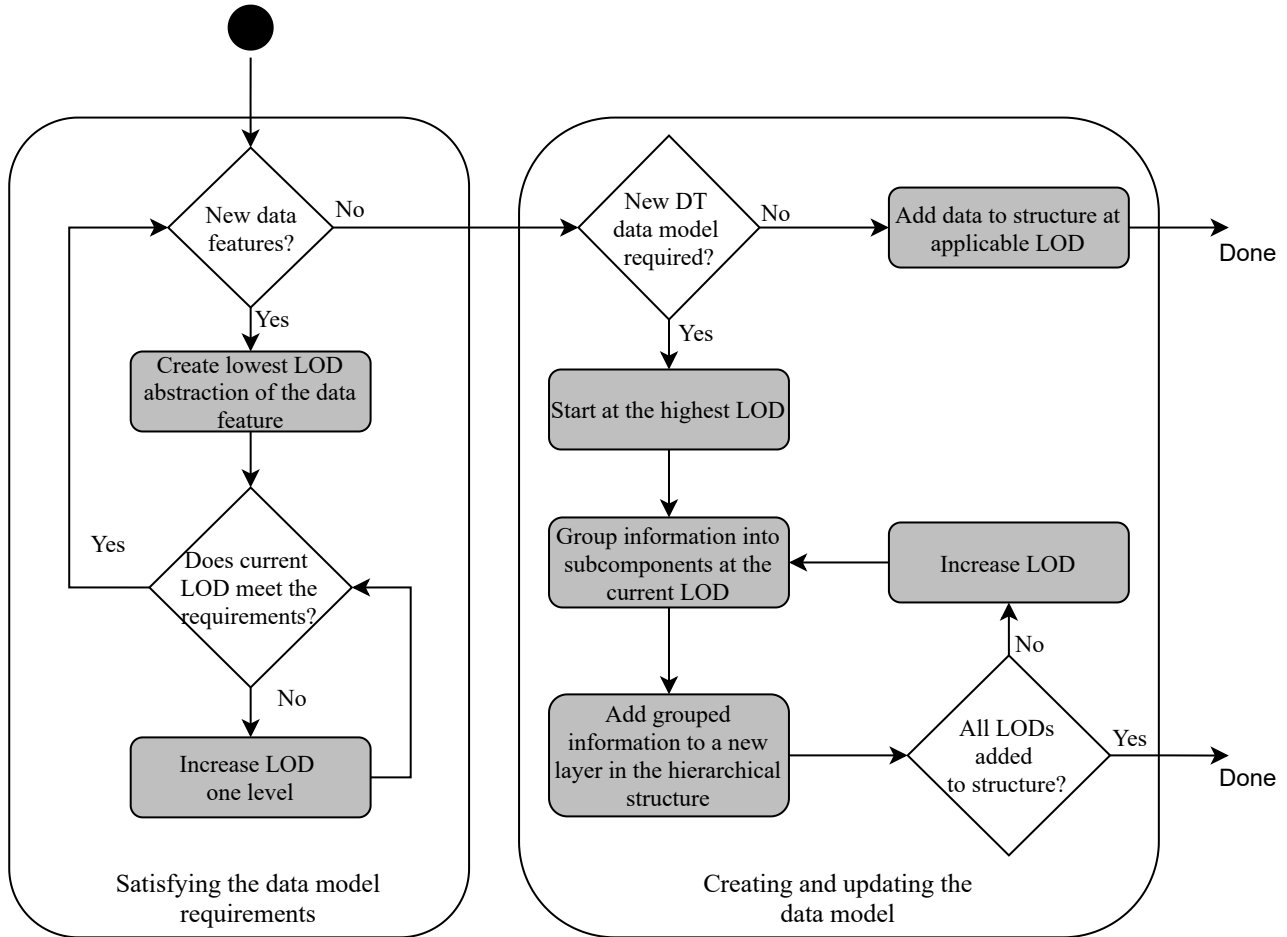 New data
features?
No
Yes
Create lowest LOD
abstraction of the data
feature
Does current
LOD meet the
requirements?
Yes
No
Increase LOD
one level
Satisfying the data model
requirements
New DT
data model
required?
No
Add data to structure at
applicable LOD
Done
Yes
Start at the highest LOD
Group information into
subcomponents at the
current LOD
Increase LOD
Add grouped
information to a new
layer in the hierarchical
structure
No
All LODs
added
to structure?
Yes
Done
Creating and updating the
data model